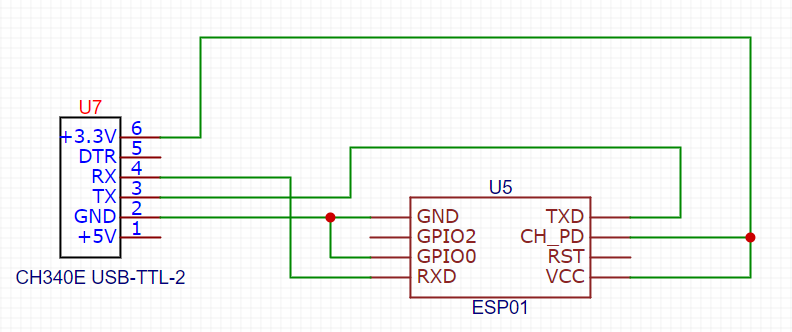 U7
+3.3V 6
DTR 5
RX 4
TX 3
GND 2
+5V 1
CH340E USB-TTL-2
U5
GND TXD
GPIO2 CH_PD
GPIO0 RST
RXD VCC
ESP01